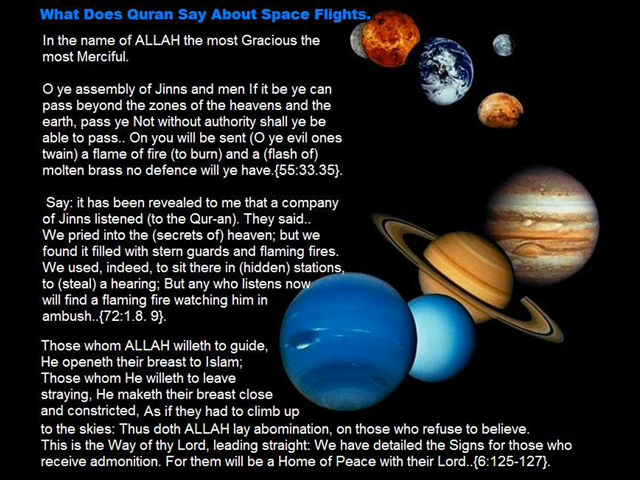 What Does Quran Say About Space Flights.
In the name of ALLAH the most Gracious the
most Merciful.
O ye assembly of Jinns and men If it be ye can
pass beyond the zones of the heavens and the
earth, pass ye Not without authority shall ye be
able to pass.. On you will be sent (O ye evil ones
twain) a flame of fire (to burn) and a (flash of)
molten brass no defence will ye have.{55:33.35}.
Say: it has been revealed to me that a company
of Jinns listened (to the Qur-an). They said..
We pried into the (secrets of) heaven; but we
found it filled with stern guards and flaming fires.
We used, indeed, to sit there in (hidden) stations,
to (steal) a hearing; But any who listens now
will find a flaming fire watching him in
ambush..{72:1.8. 9}.
Those whom ALLAH willeth to guide,
He openeth their breast to Islam;
Those whom He willeth to leave
straying, He maketh their breast close
and constricted, As if they had to climb up
to the skies: Thus doth ALLAH lay abomination, on those who refuse to believe.
This is the Way of thy Lord, leading straight: We have detailed the Signs for those who
receive admonition. For them will be a Home of Peace with their Lord..{6:125-127}.